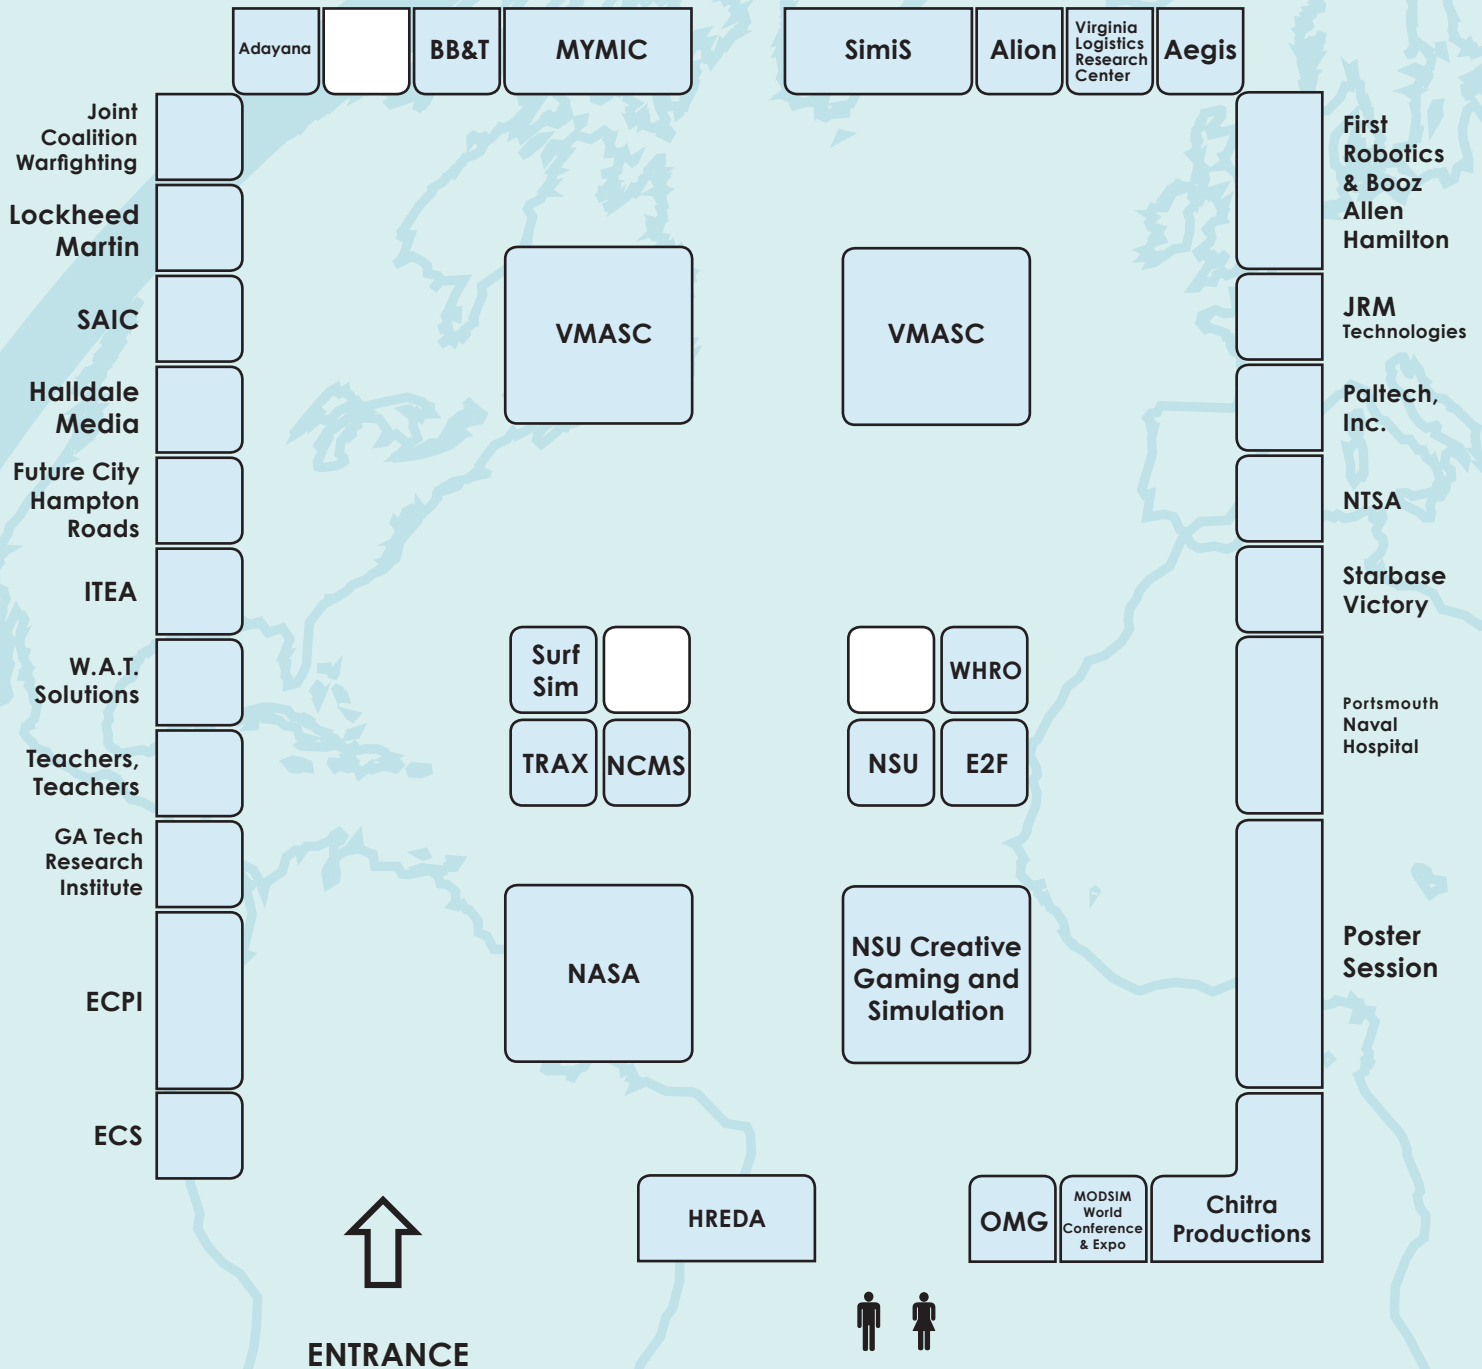 Adayana
BB&T
MYMIC
SimiS
Alion
Virginia
Logistics
Research
Center
Aegis
Joint
Coalition
Warfighting
Lockheed
Martin
SAIC
Halldale
Media
Future City
Hampton
Roads
ITEA
W.A.T.
Solutions
Teachers,
Teachers
GA Tech
Research
Institute
ECPI
ECS
VMASC
VMASC
Surf
Sim
TRAX
NCMS
WHRO
NSU
E2F
NASA
NSU Creative
Gaming and
Simulation
First
Robotics
& Booz
Allen
Hamilton
JRM
Technologies
Paltech,
Inc.
NTSA
Starbase
Victory
Portsmouth
Naval
Hospital
Poster
Session
HREDA
OMG
MODSIM
World
Conference
& Expo
Chitra
Productions
ENTRANCE